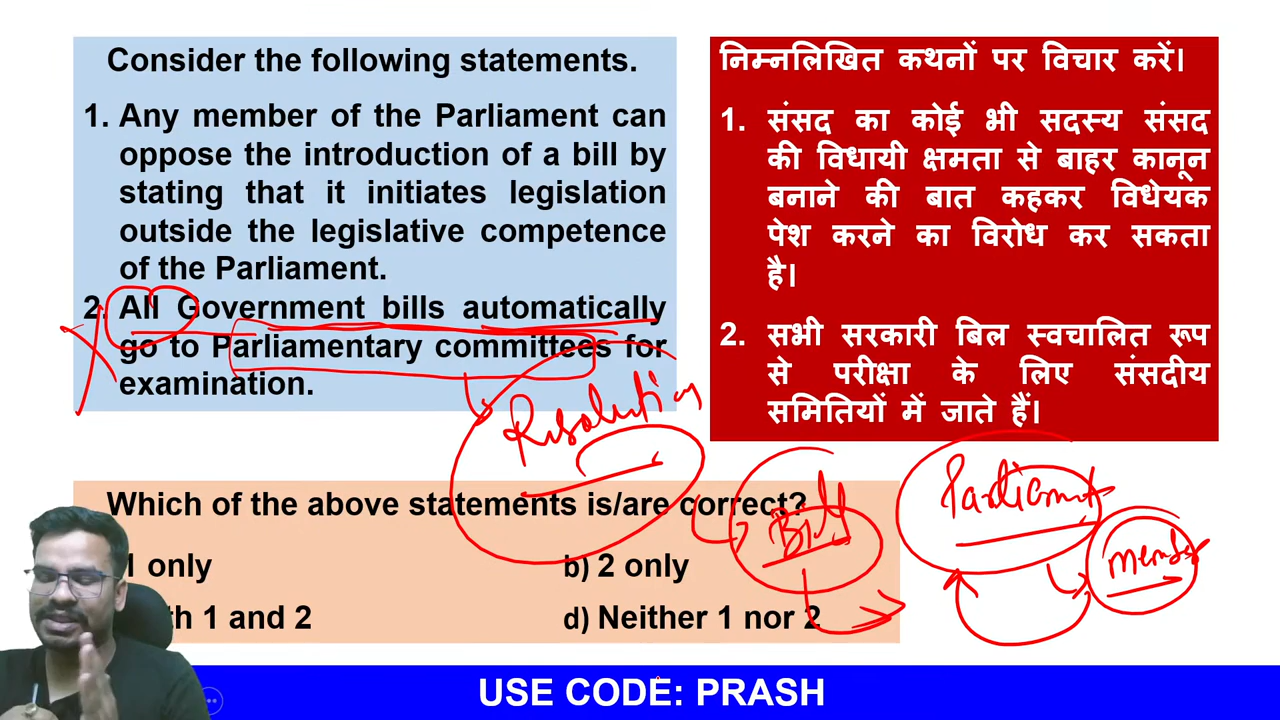 Consider the following statements.
1. Any member of the Parliament can
oppose the introduction of a bill by
stating that it initiates legislation
outside the legislative competence
of the Parliament.
2. All Government bills automatically
go to Parliamentary committees for
examination.
निम्नलिखित कथनों पर विचार करें।
1. संसद का कोई भी सदस्य संसद
की विधायी क्षमता से बाहर कानून
बनाने की बात कहकर विधेयक
पेश करने का विरोध कर सकता
है।
2. सभी सरकारी बिल स्वचालित रूप
से परीक्षा के लिए संसदीय
समितियों में जाते हैं।
Resolution
Bill
Parliament
member
Which of the above statements is/are correct?
1 only
b) 2 only
th 1 and 2
d) Neither 1 nor 2
USE CODE: PRASH